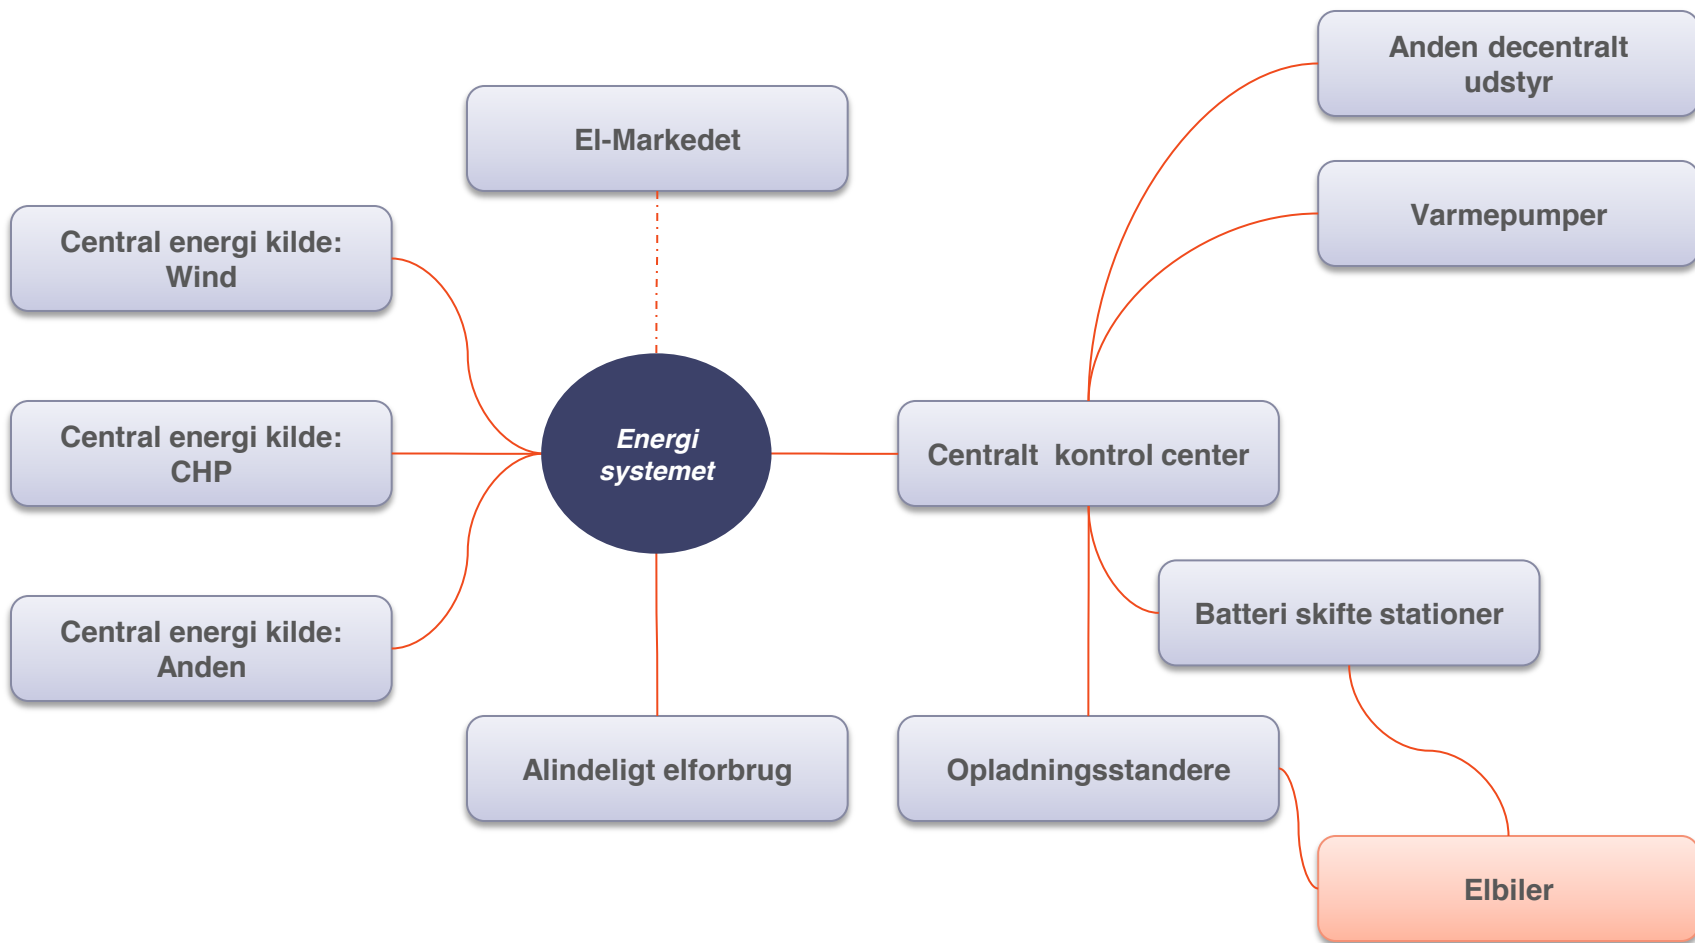 Anden decentralt
udstyr
El-Markedet
Varmepumper
Central energi kilde:
Wind
Central energi kilde:
CHP
Energi
systemet
Centralt  kontrol center
Central energi kilde:
Anden
Batteri skifte stationer
Alindeligt elforbrug
Opladningsstandere
Elbiler